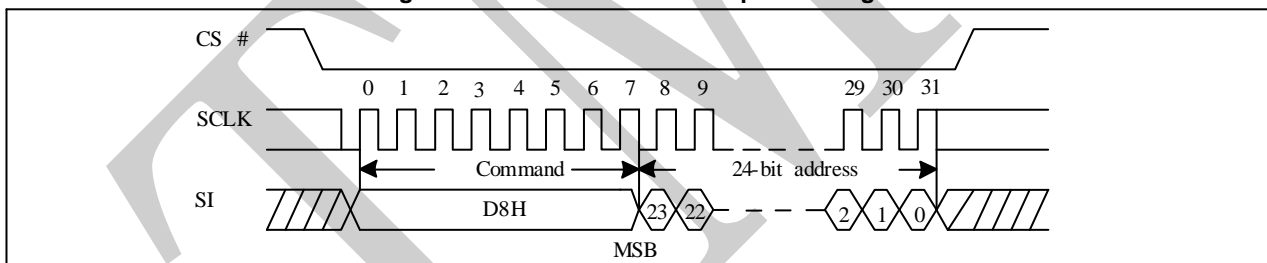 CS #
0 1 2 3 4 5 6 7 8 9 29 30 31
SCLK
Command 24-bit address
SI D8H 23 22 2 1 0
MSB